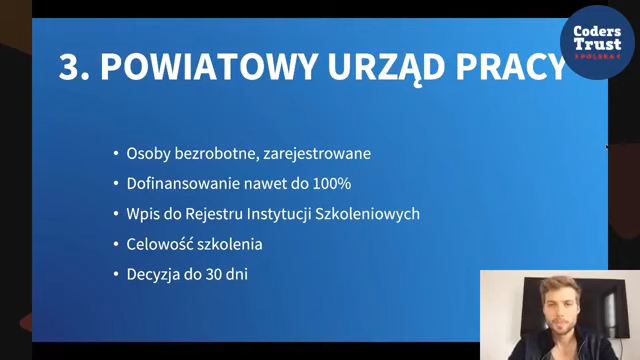 3. POWIATOWY URZĄD PRACY
Coders
Trust
POLSKA
• Osoby bezrobotne, zarejestrowane
• Dofinansowanie nawet do 100%
• Wpis do Rejestru Instytucji Szkoleniowych
• Celowość szkolenia
• Decyzja do 30 dni